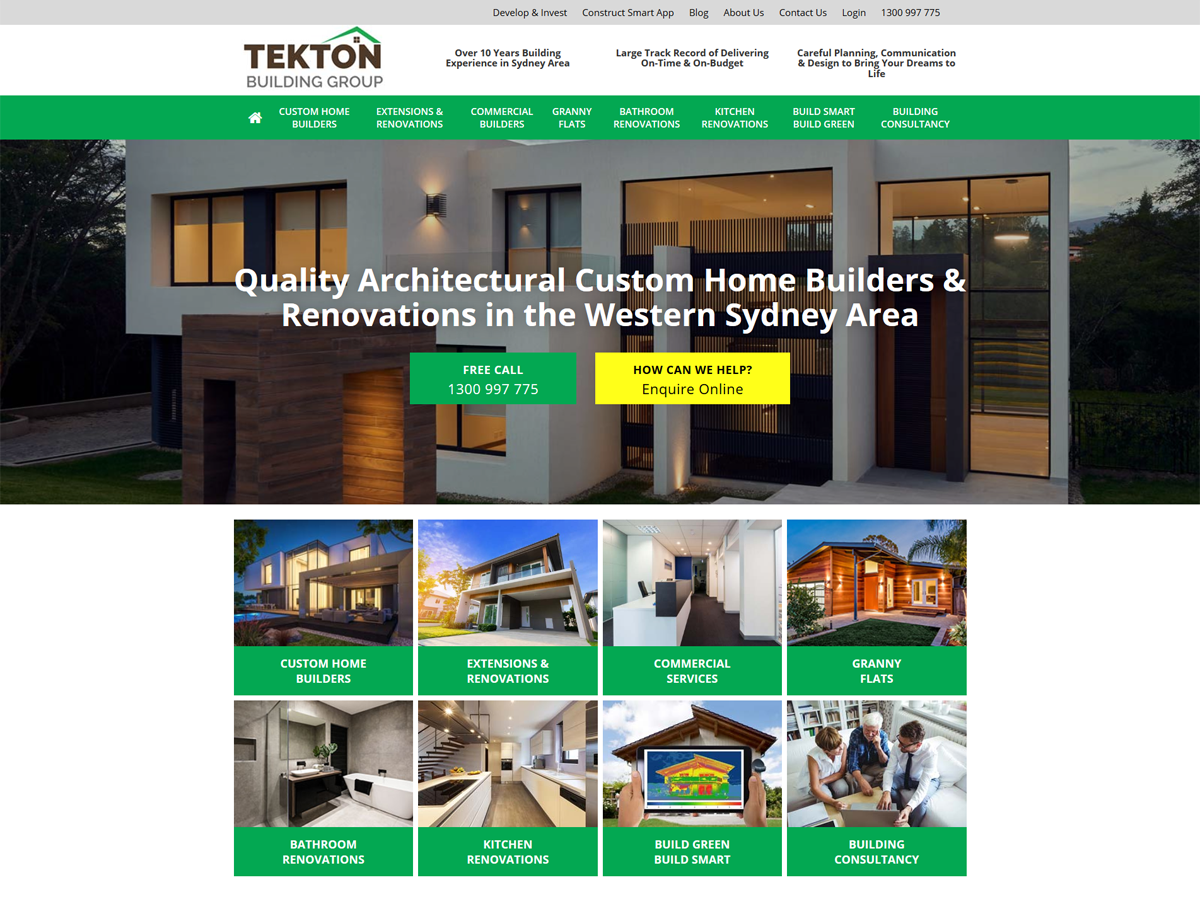 Develop & Invest Construct Smart App Blog About Us Contact Us Login 1300 997 775
TEKTON
BUILDING GROUP
Over 10 Years Building
Experience in Sydney Area
Large Track Record of Delivering
On-Time & On-Budget
Careful Planning, Communication
& Design to Bring Your Dreams to
Life
CUSTOM HOME
BUILDERS
EXTENSIONS &
RENOVATIONS
COMMERCIAL
BUILDERS
GRANNY
FLATS
BATHROOM
RENOVATIONS
KITCHEN
RENOVATIONS
BUILD SMART
BUILD GREEN
BUILDING
CONSULTANCY
Quality Architectural Custom Home Builders &
Renovations in the Western Sydney Area
FREE CALL
1300 997 775
HOW CAN WE HELP?
Enquire Online
CUSTOM HOME
BUILDERS
EXTENSIONS &
RENOVATIONS
COMMERCIAL
SERVICES
GRANNY
FLATS
BATHROOM
RENOVATIONS
KITCHEN
RENOVATIONS
BUILD GREEN
BUILD SMART
BUILDING
CONSULTANCY